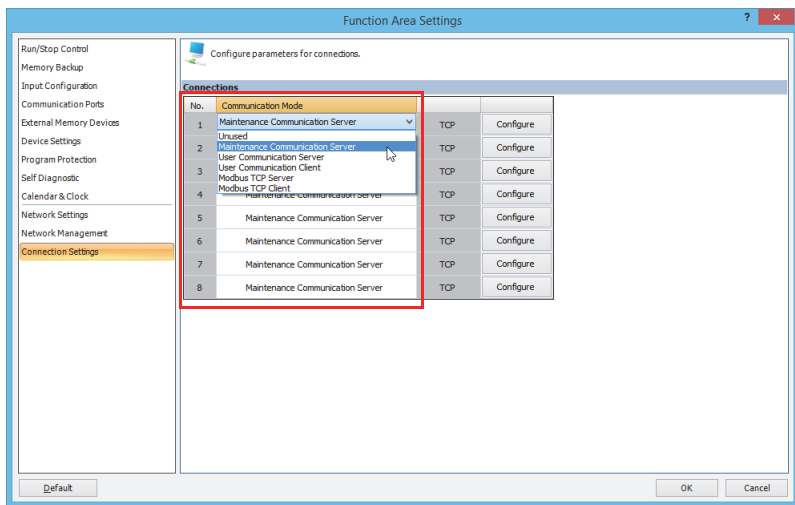 Function Area Settings
? ×
Run/Stop Control
Memory Backup
Input Configuration
Communication Ports
External Memory Devices
Device Settings
Program Protection
Self Diagnostic
Calendar & Clock
Network Settings
Network Management
Connection Settings
Configure parameters for connections.
Connections
No. Communication Mode
1 Maintenance Communication Server TCP Configure
Unused
2 Maintenance Communication Server TCP Configure
User Communication Server
3 User Communication Client TCP Configure
Modbus TCP Server
Modbus TCP Client
4 Maintenance Communication Server TCP Configure
5 Maintenance Communication Server TCP Configure
6 Maintenance Communication Server TCP Configure
7 Maintenance Communication Server TCP Configure
8 Maintenance Communication Server TCP Configure
Default OK Cancel